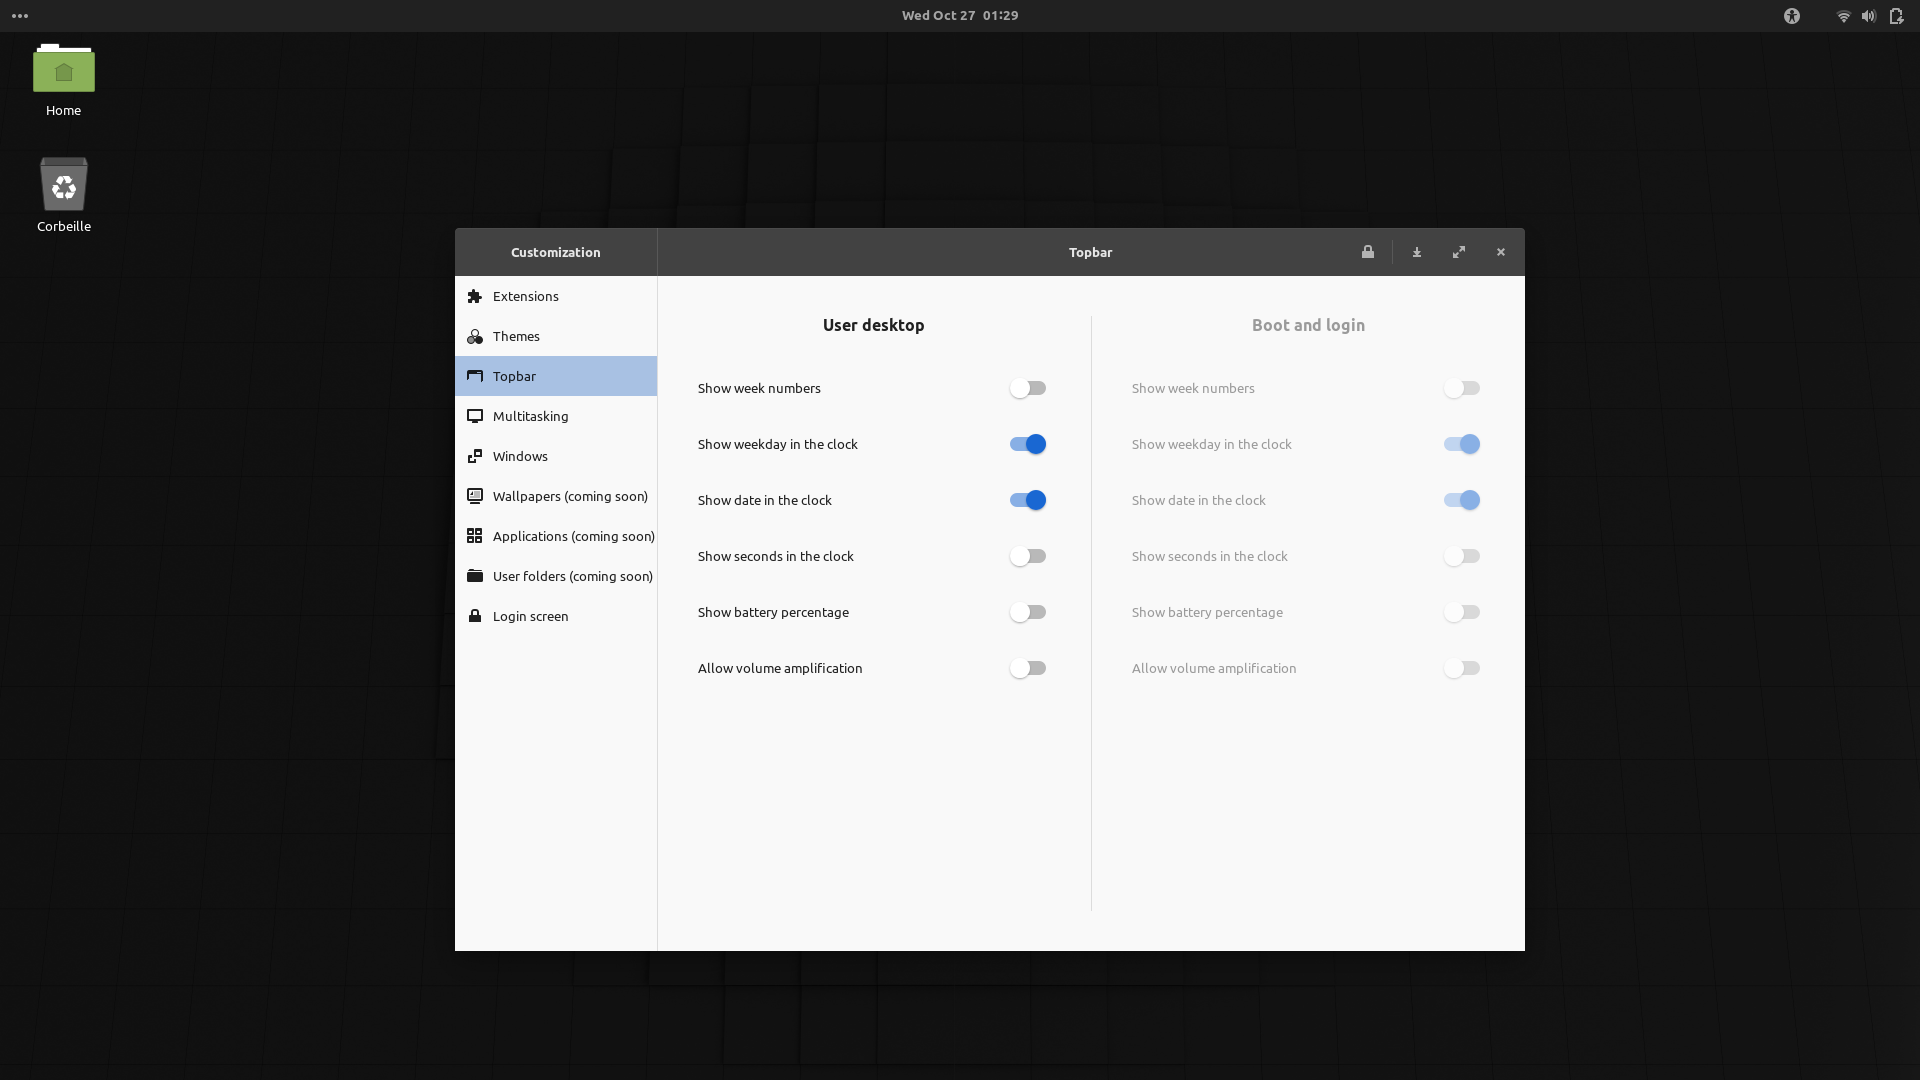 Wed Oct 27  01:29
Home
Corbeille
Customization
Topbar
Extensions
Themes
Topbar
Multitasking
Windows
Wallpapers (coming soon)
Applications (coming soon)
User folders (coming soon)
Login screen
User desktop
Show week numbers
Show weekday in the clock
Show date in the clock
Show seconds in the clock
Show battery percentage
Allow volume amplification
Boot and login
Show week numbers
Show weekday in the clock
Show date in the clock
Show seconds in the clock
Show battery percentage
Allow volume amplification